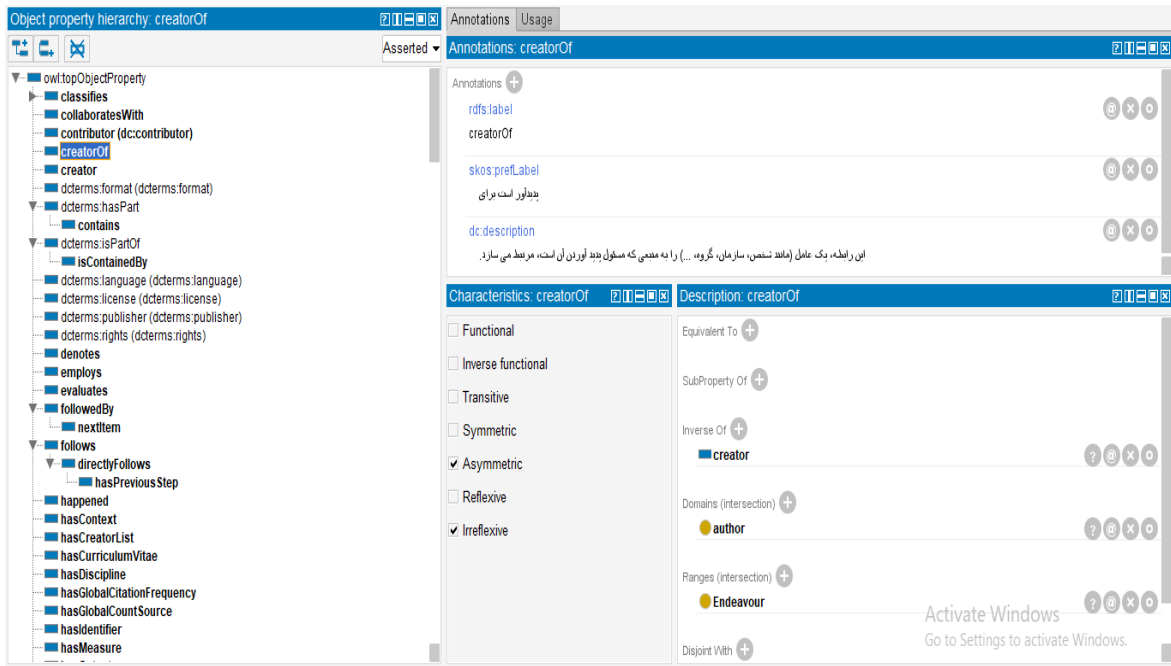 Object property hierarchy: creatorOf
Asserted
owl:topObjectProperty
classifies
collaboratesWith
contributor (dc:contributor)
creatorOf
creator
dcterms:format (dcterms:format)
dcterms:hasPart
contains
dcterms:isPartOf
isContainedBy
dcterms:language (dcterms:language)
dcterms:license (dcterms:license)
dcterms:publisher (dcterms:publisher)
dcterms:rights (dcterms:rights)
denotes
employs
evaluates
followedBy
nextItem
follows
directlyFollows
hasPreviousStep
happened
hasContext
hasCreatorList
hasCurriculumVitae
hasDiscipline
hasGlobalCitationFrequency
hasGlobalCountSource
hasIdentifier
hasMeasure
Annotations Usage
Annotations: creatorOf
Annotations
rdfs:label
creatorOf
skos:prefLabel
پدیدآور است برای
dc:description
این رابطه، یک عامل (مانند شخص، سازمان، گروه، ...) را به منبعی که مسئول پدید آوردن آن است، مرتبط می سازد.
Characteristics: creatorOf
Functional
Inverse functional
Transitive
Symmetric
Asymmetric
Reflexive
Irreflexive
Description: creatorOf
Equivalent To
SubProperty Of
Inverse Of
creator
Domains (intersection)
author
Ranges (intersection)
Endeavour
Disjoint With
Activate Windows
Go to Settings to activate Windows.